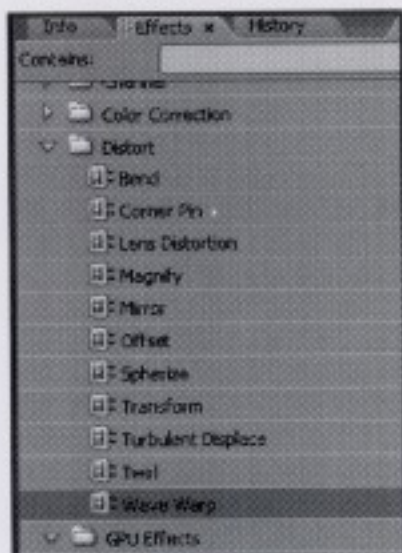 Info Effects x History
Contains:
Channel
Color Correction
Distort
Bend
Corner Pin
Lens Distortion
Magnify
Mirror
Offset
Spherize
Transform
Turbulent Displace
Twirl
Wave Warp
GPU Effects